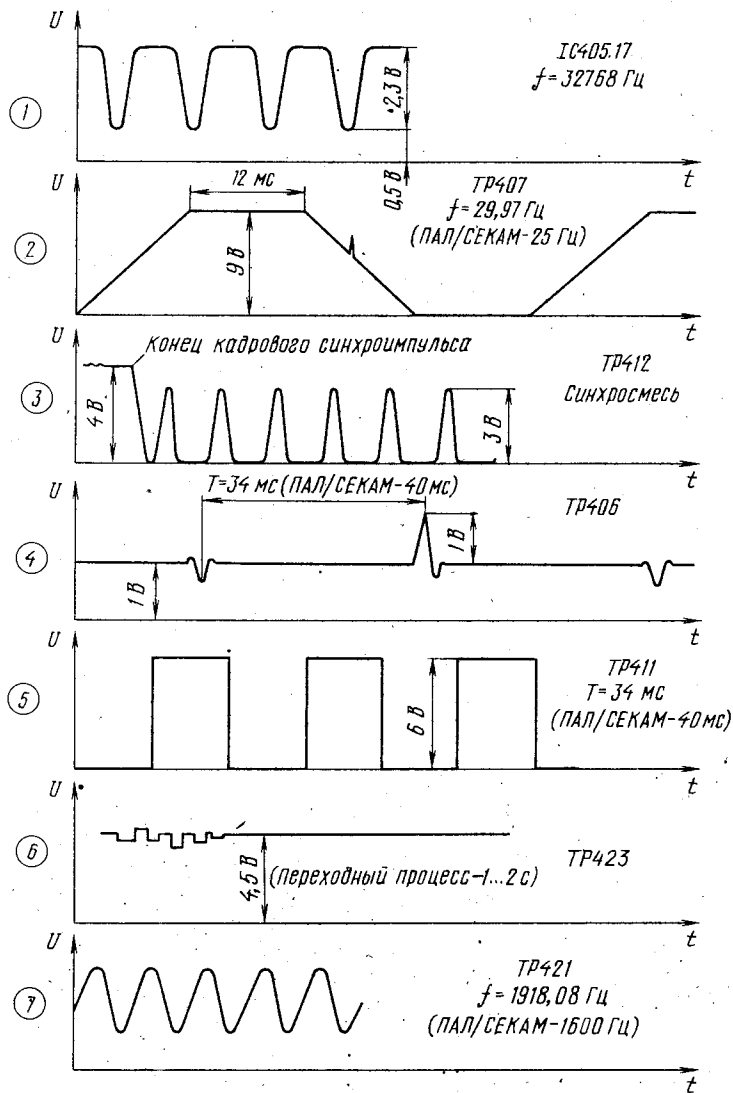 U
1
2,3 В
0,5 В
IC405.17
f = 32768 Гц
t
U
2
12 мс
9 В
TP407
f = 29,97 Гц
(ПАЛ/СЕКАМ-25 Гц)
t
U
3
Конец кадрового синхроимпульса
4 В
3 В
TP412
Синхросмесь
t
U
4
T=34 мс (ПАЛ/СЕКАМ-40 мс)
1 В
1 В
TP406
t
U
5
6 В
TP411
T=34 мс
(ПАЛ/СЕКАМ-40 мс)
t
U
6
4,5 В
(переходный процесс-1...2 с)
TP423
t
U
7
TP421
f = 1918,08 Гц
(ПАЛ/СЕКАМ-1600 Гц)
t